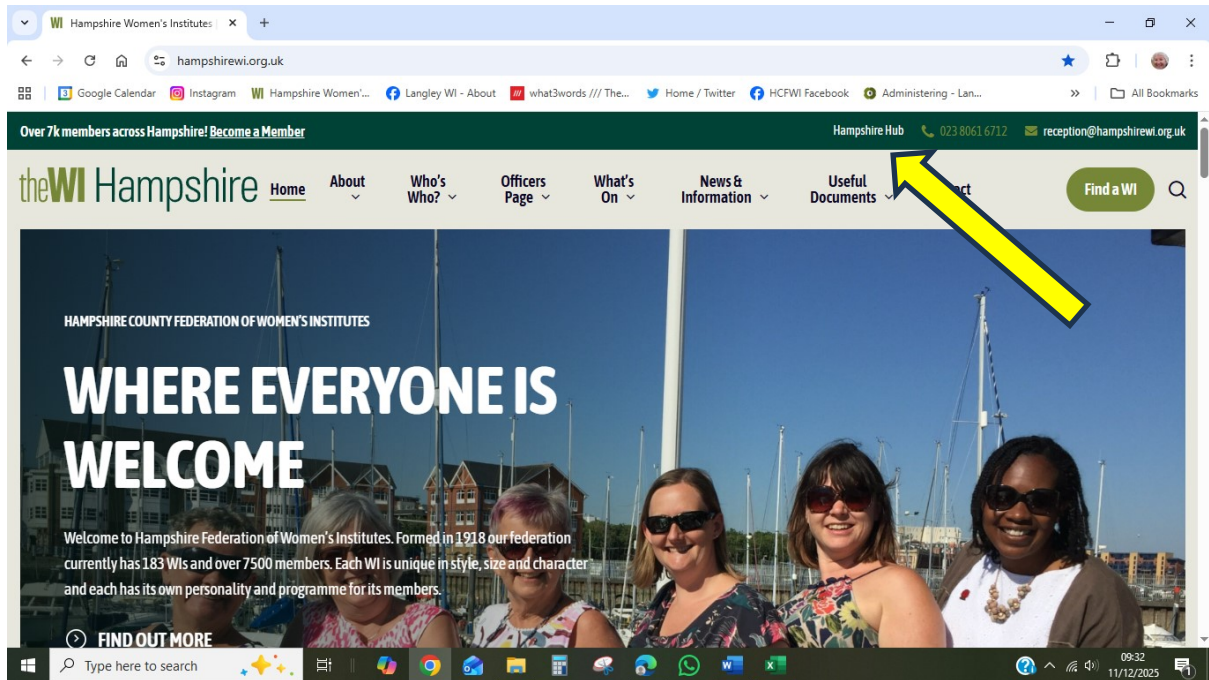 WI Hampshire Women's Institutes |
hampshirewi.org.uk
3 Google Calendar Instagram WI Hampshire Women'... Langley WI - About /// what3words /// The... Home / Twitter HCFWI Facebook Administering - Lan... » All Bookmarks
Over 7k members across Hampshire! Become a Member Hampshire Hub 023 8061 6712 reception@hampshirewi.org.uk
theWI Hampshire Home About Who's Who? Officers Page What's On News & Information Useful Documents Find a WI
HAMPSHIRE COUNTY FEDERATION OF WOMEN'S INSTITUTES
WHERE EVERYONE IS
WELCOME
Welcome to Hampshire Federation of Women's Institutes. Formed in 1918 our federation
currently has 183 WIs and over 7500 members. Each WI is unique in style, size and character
and each has its own personality and programme for its
members.
FIND OUT MORE
Type here to search
09:32
11/12/2025